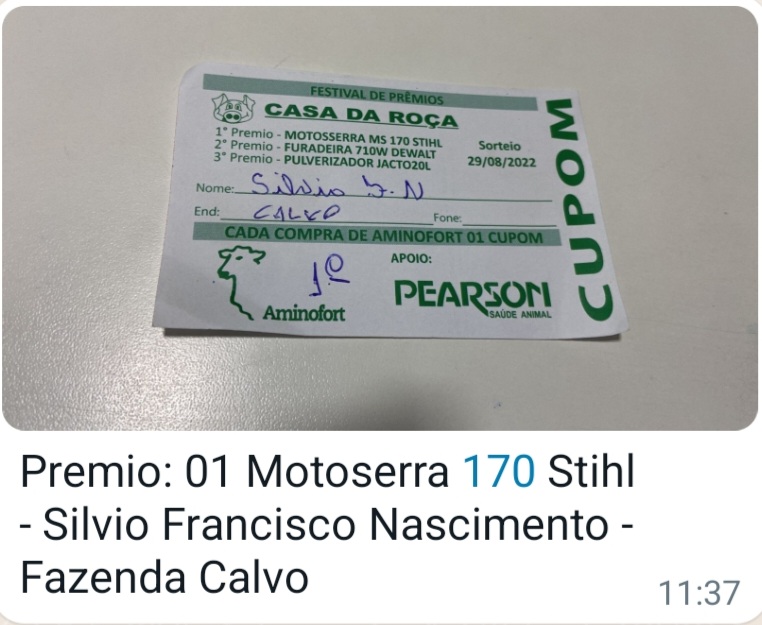 FESTIVAL DE PRÊMIOS
CASA DA ROÇA
1° Premio - MOTOSSERRA MS 170 STIHL
2° Premio - FURADEIRA 710W DEWALT
3° Premio - PULVERIZADOR JACTO20L
Sorteio
29/08/2022
Nome: Silvio F. N
End: CALVO Fone:
CADA COMPRA DE AMINOFORT 01 CUPOM
1º
Aminofort
APOIO:
PEARSON
SAÚDE ANIMAL
CUPOM
Premio: 01 Motoserra 170 Stihl
- Silvio Francisco Nascimento -
Fazenda Calvo
11:37